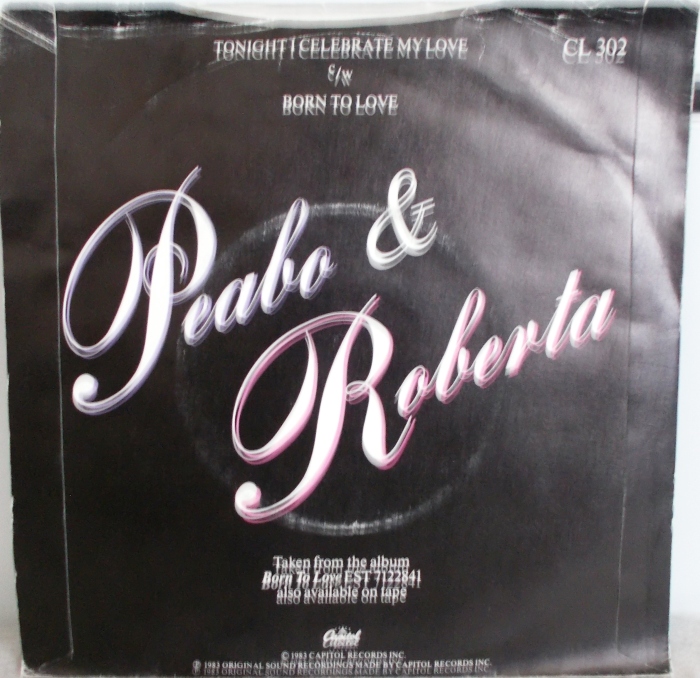 TONIGHT I CELEBRATE MY LOVE
CL 302
c/w
BORN TO LOVE
Peabo &
Roberta
Taken from the album
Born To Love EST 7122841
also available on tape
Capitol
© 1983 CAPITOL RECORDS INC.
℗ 1983 ORIGINAL SOUND RECORDINGS MADE BY CAPITOL RECORDS INC.